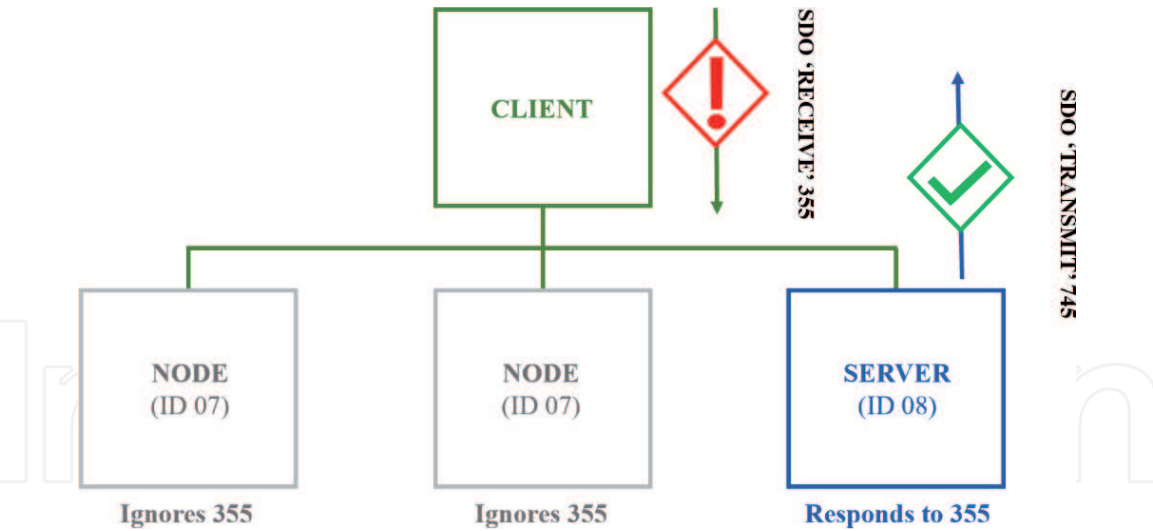 CLIENT
SDO ‘RECEIVE’ 355
SDO ‘TRANSMIT’ 745
NODE
(ID 07)
NODE
(ID 07)
SERVER
(ID 08)
Ignores 355
Ignores 355
Responds to 355